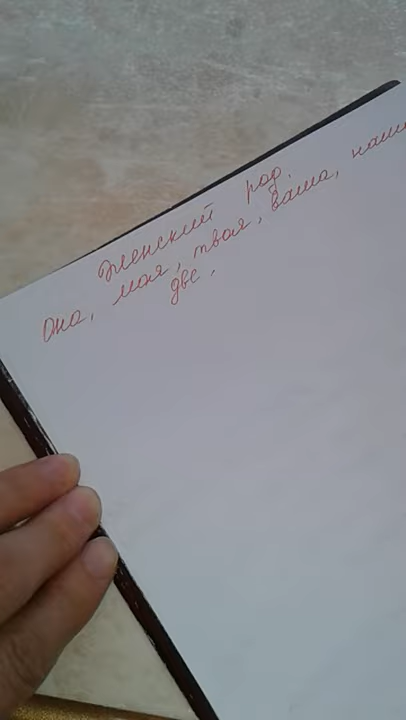 Женский род.
Она, моя, твоя, ваша, наша
две,